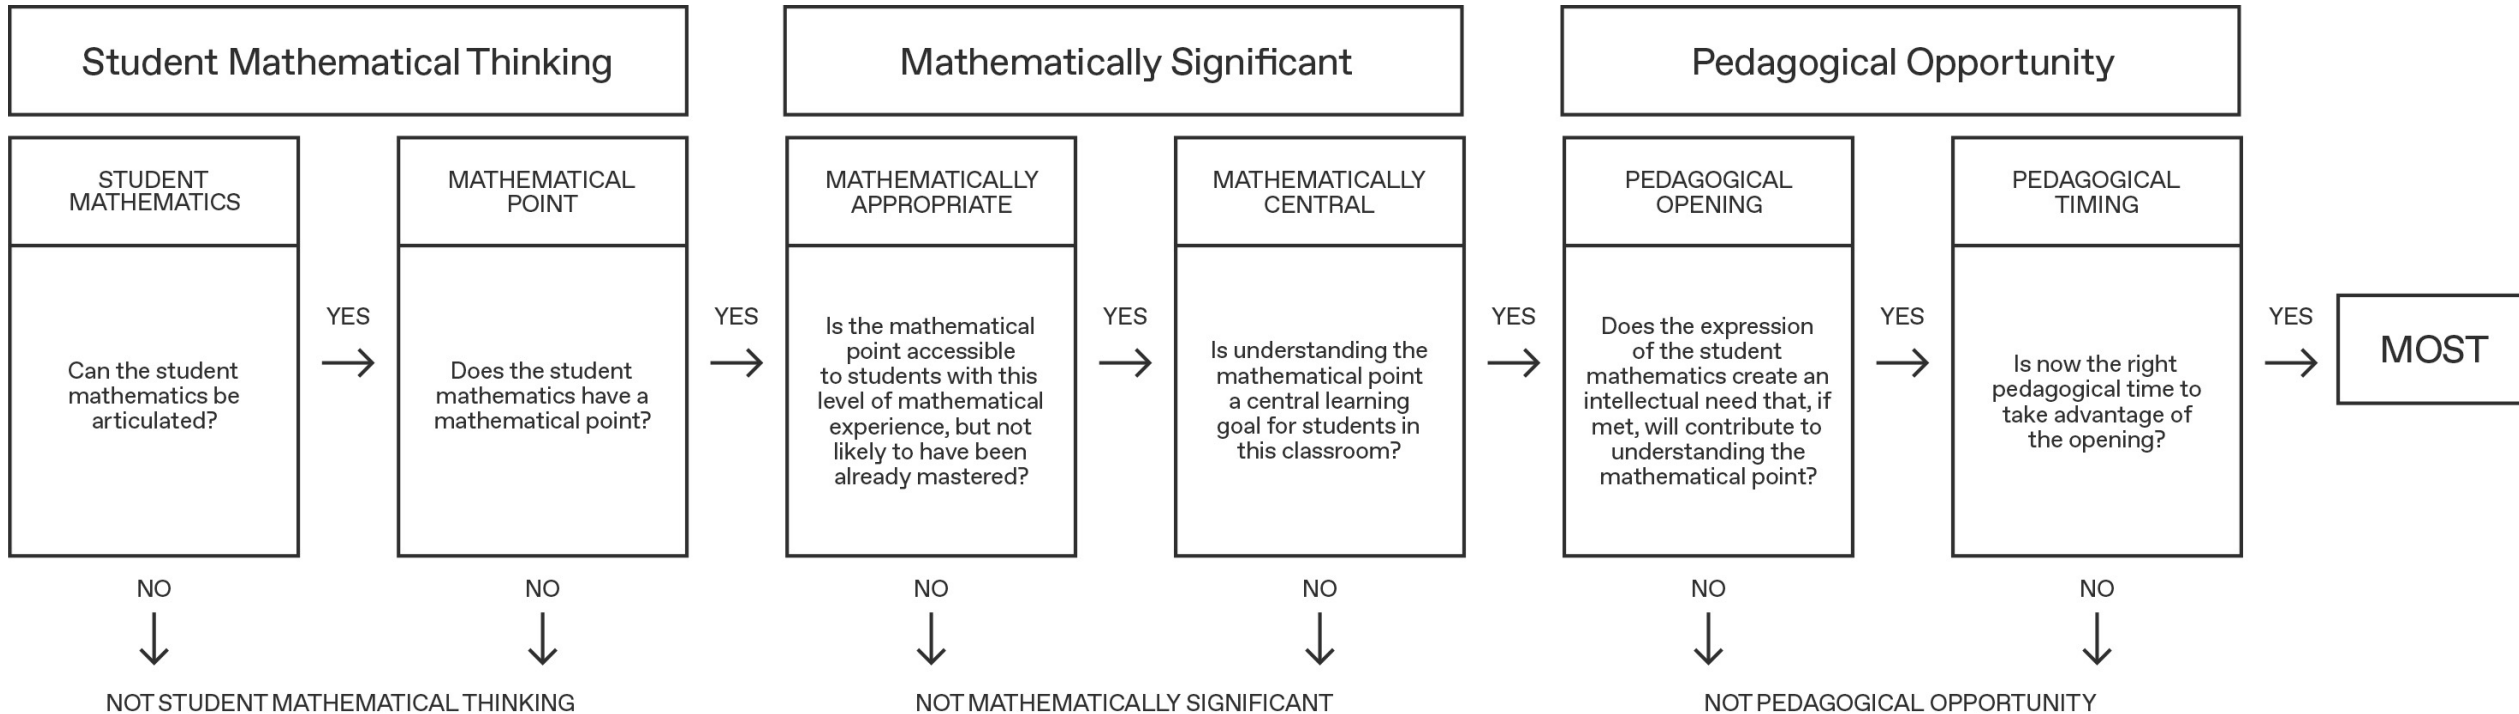 Student Mathematical Thinking
Mathematically Significant
Pedagogical Opportunity
STUDENT
MATHEMATICS
Can the student
mathematics be
articulated?
YES
MATHEMATICAL
POINT
Does the student
mathematics have a
mathematical point?
YES
MATHEMATICALLY
APPROPRIATE
Is the mathematical
point accessible
to students with this
level of mathematical
experience, but not
likely to have been
already mastered?
YES
MATHEMATICALLY
CENTRAL
Is understanding the
mathematical point
a central learning
goal for students in
this classroom?
YES
PEDAGOGICAL
OPENING
Does the expression
of the student
mathematics create an
intellectual need that, if
met, will contribute to
understanding the
mathematical point?
YES
PEDAGOGICAL
TIMING
Is now the right
pedagogical time to
take advantage of
the opening?
YES
MOST
NO
NO
NO
NO
NO
NO
NOT STUDENT MATHEMATICAL THINKING
NOT MATHEMATICALLY SIGNIFICANT
NOT PEDAGOGICAL OPPORTUNITY